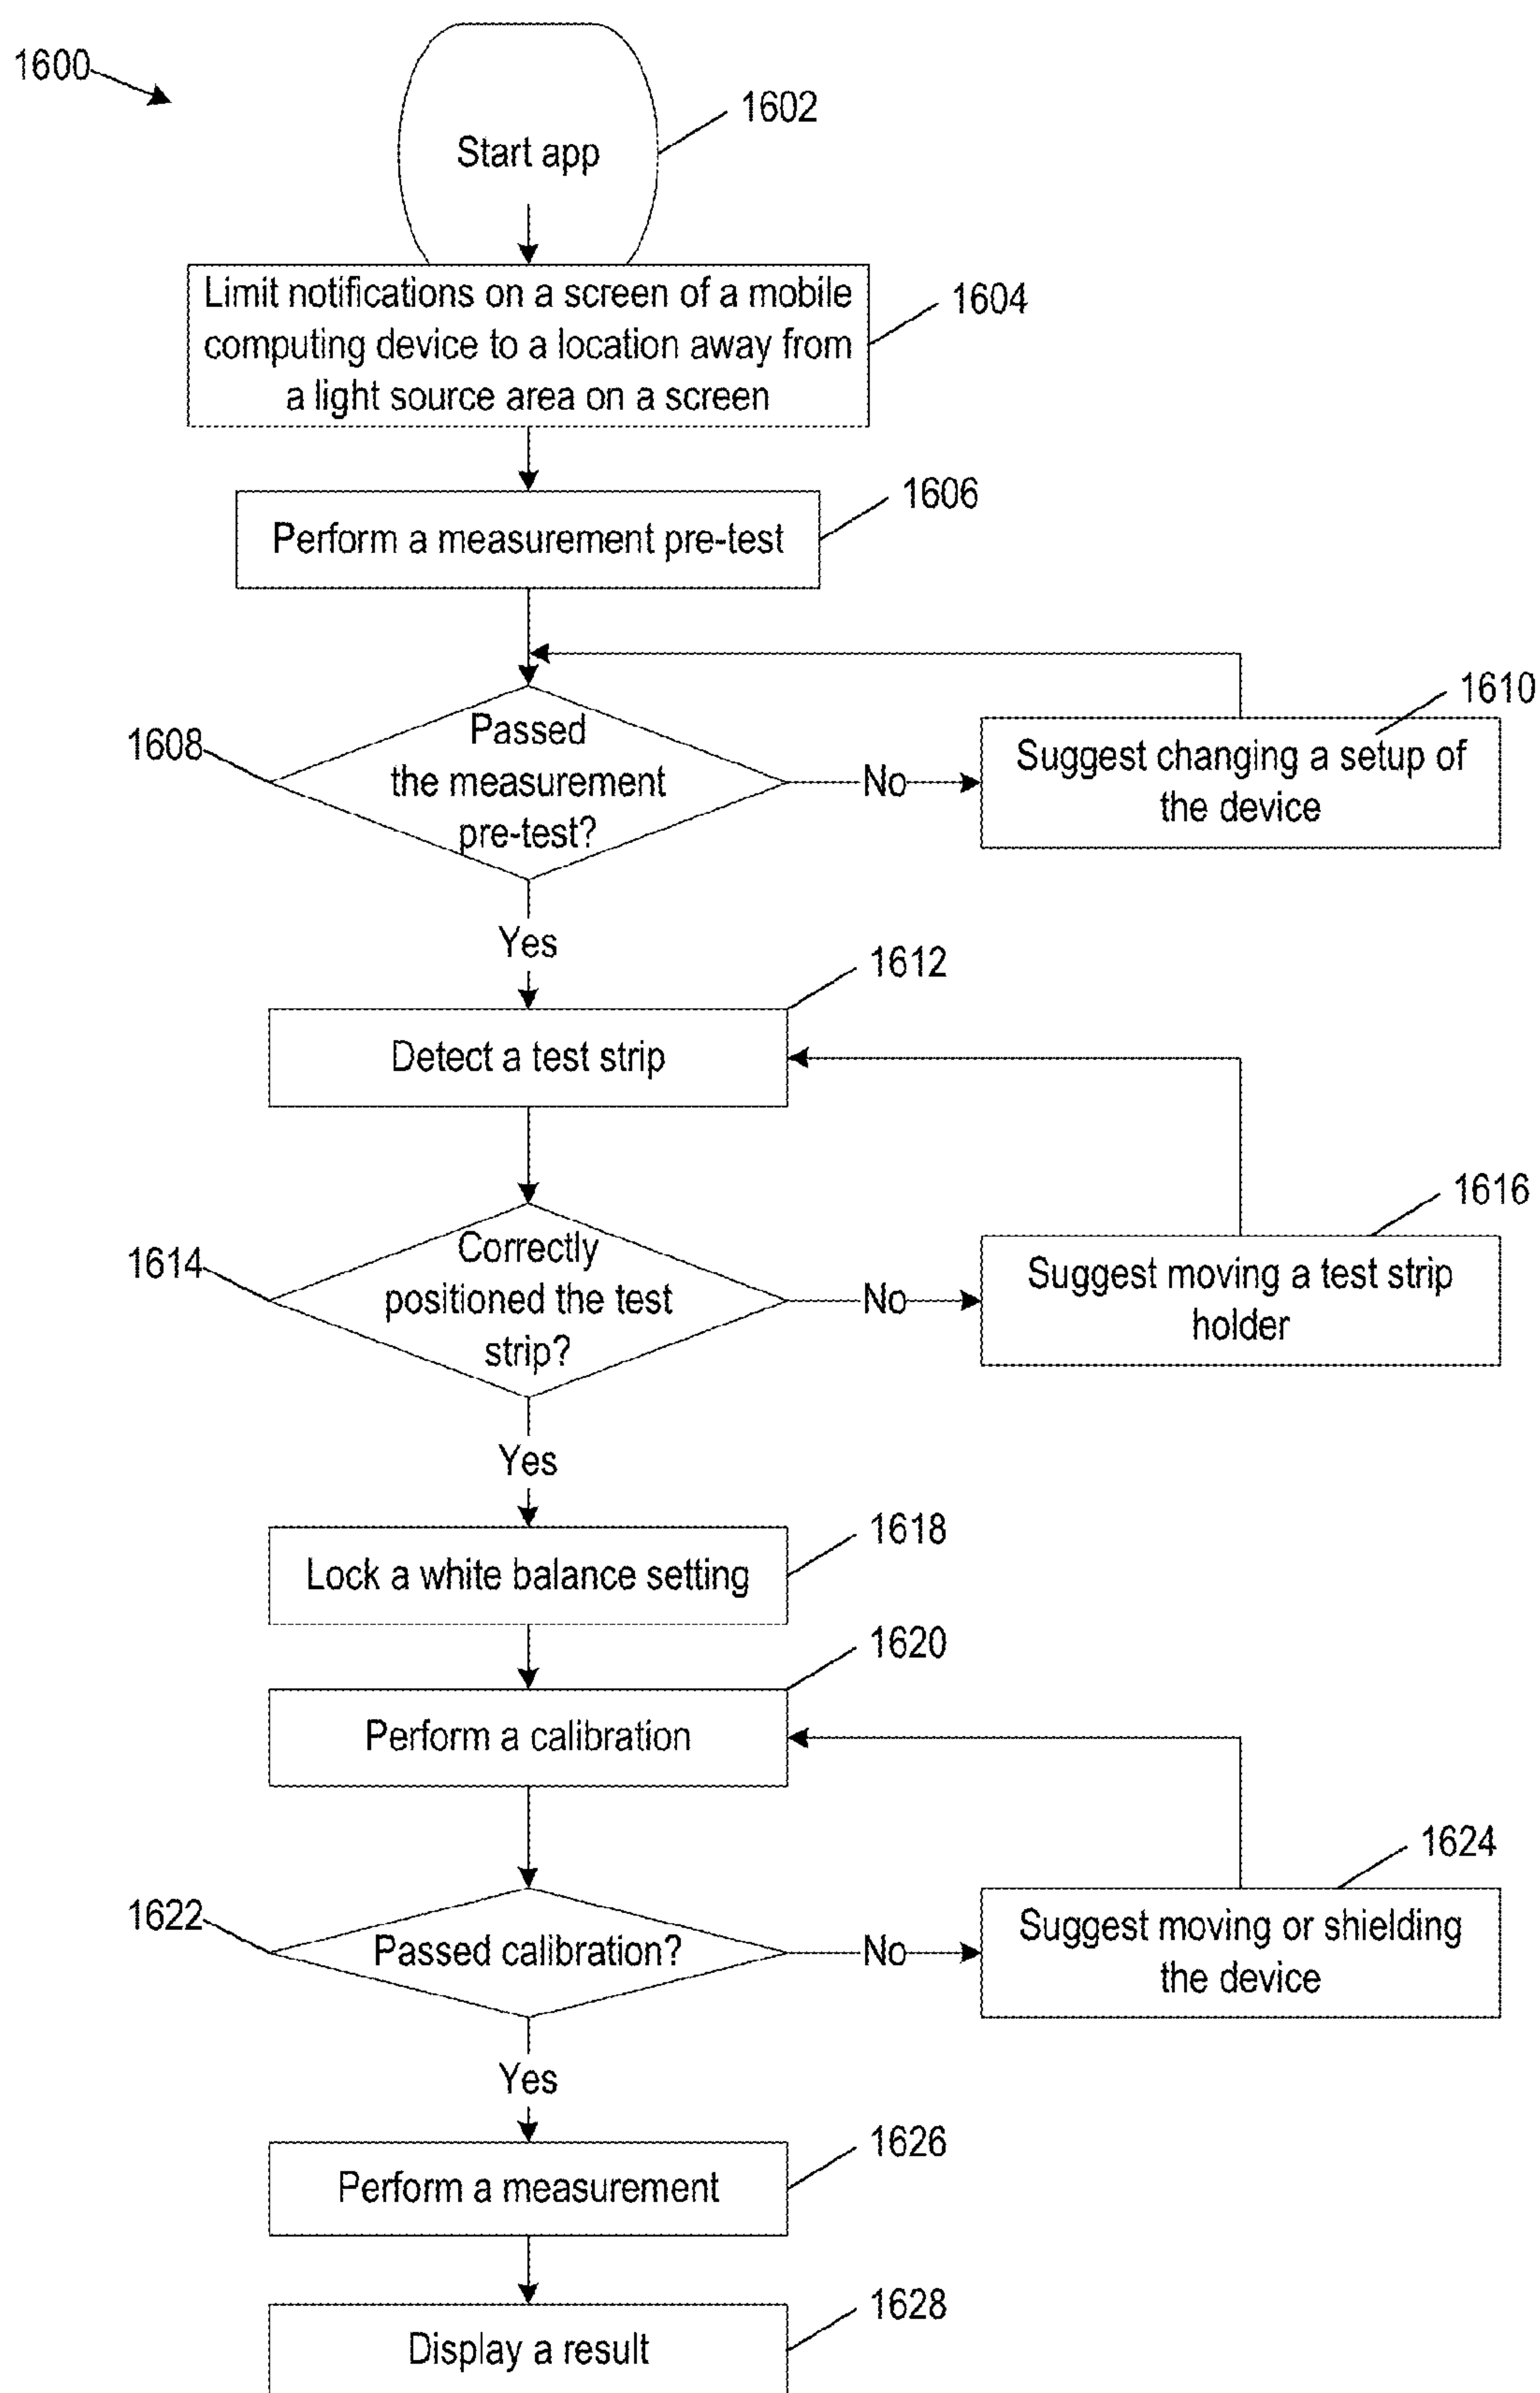 1600
1602
Start app
1604
Limit notifications on a screen of a mobile
computing device to a location away from
a light source area on a screen
1606
Perform a measurement pre-test
1608
Passed
the measurement
pre-test?
No
1610
Suggest changing a setup of
the device
Yes
1612
Detect a test strip
1614
Correctly
positioned the test
strip?
No
1616
Suggest moving a test strip
holder
Yes
1618
Lock a white balance setting
1620
Perform a calibration
1622
Passed calibration?
No
1624
Suggest moving or shielding
the device
Yes
1626
Perform a measurement
1628
Display a result